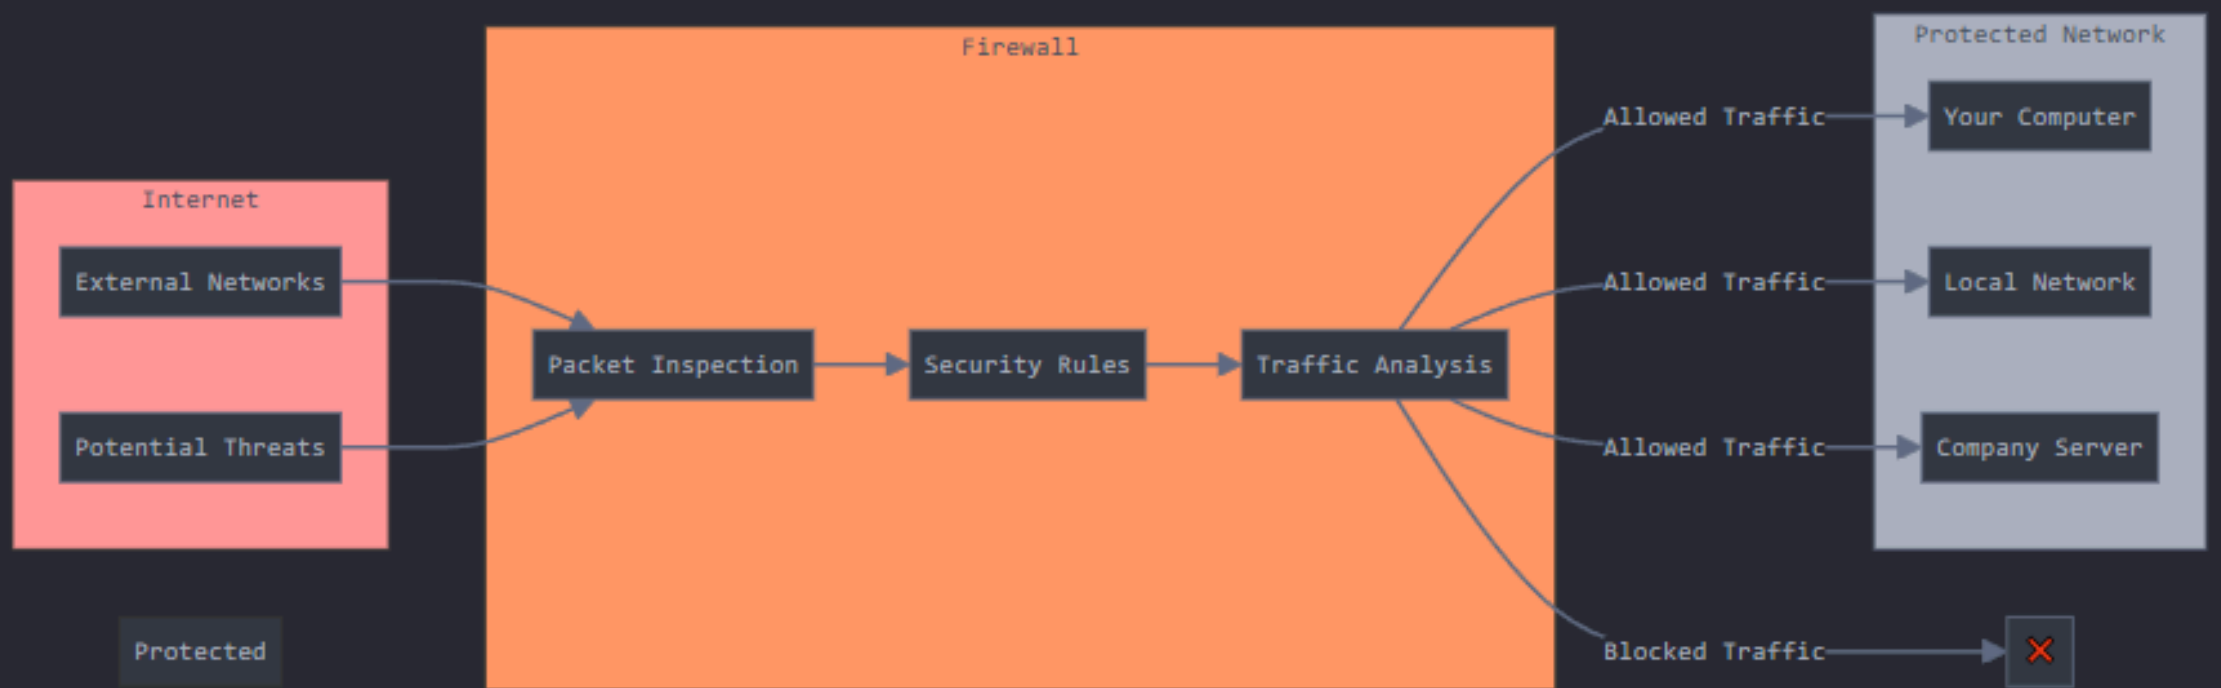 Firewall
Protected Network
Internet
External Networks
Potential Threats
Packet Inspection
Security Rules
Traffic Analysis
Allowed Traffic
Your Computer
Allowed Traffic
Local Network
Allowed Traffic
Company Server
Blocked Traffic
Protected